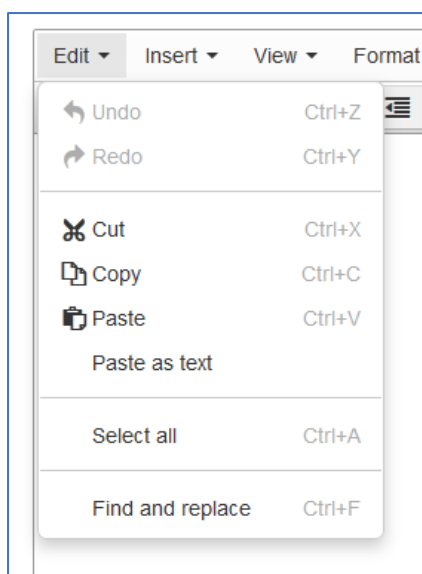 Edit Insert View Format
Undo Ctrl+Z
Redo Ctrl+Y
Cut Ctrl+X
Copy Ctrl+C
Paste Ctrl+V
Paste as text
Select all Ctrl+A
Find and replace Ctrl+F